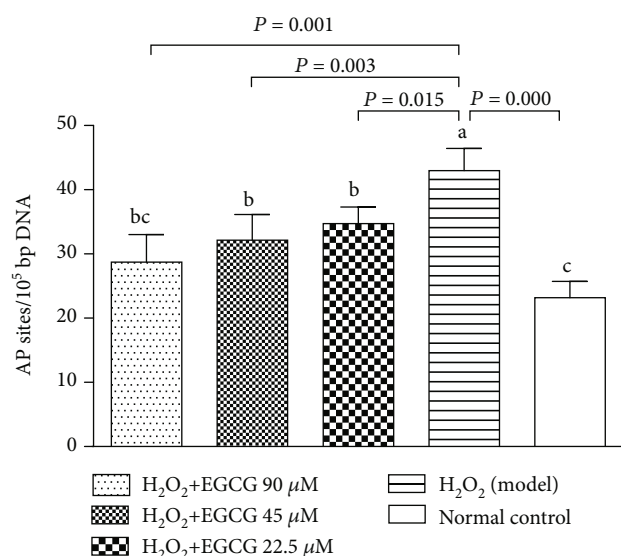 P = 0.001
P = 0.003
P = 0.015 P = 0.000
50
40
30
20
10
0
AP sites/10⁵ bp DNA
bc
b
b
a
c
H₂O₂+EGCG 90 μM
H₂O₂+EGCG 45 μM
H₂O₂+EGCG 22.5 μM
H₂O₂ (model)
Normal control